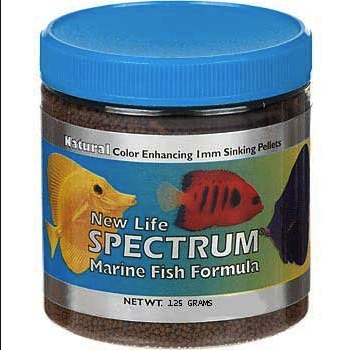 Natural Color Enhancing 1mm Sinking Pellets
New Life
SPECTRUM®
Marine Fish Formula
NET WT. 125 GRAMS